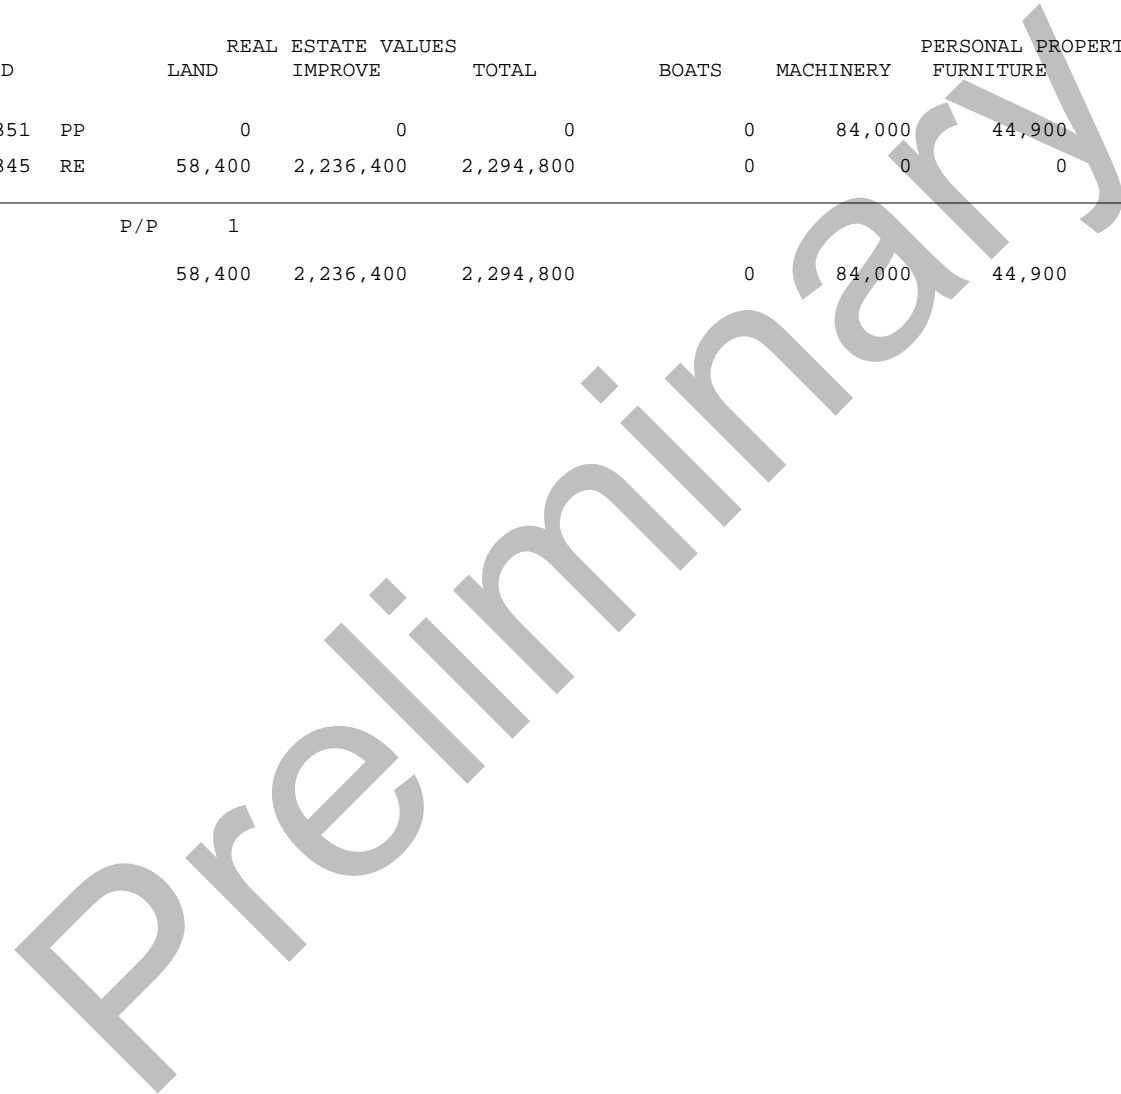 REAL ESTATE VALUES PERSONAL PROPERT
D LAND IMPROVE TOTAL BOATS MACHINERY FURNITURE
351 PP 0 0 0 0 84,000 44,900
345 RE 58,400 2,236,400 2,294,800 0 0 0
P/P 1
58,400 2,236,400 2,294,800 0 84,000 44,900
Preliminary